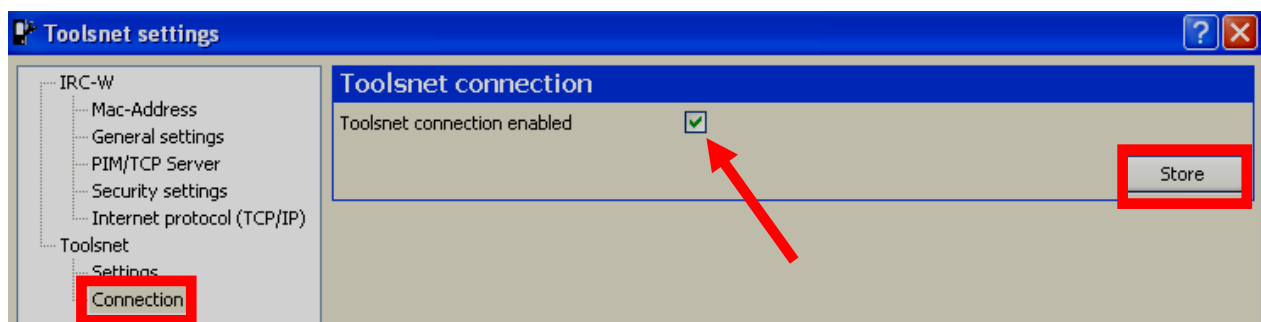 Toolsnet settings
IRC-W
Mac-Address
General settings
PIM/TCP Server
Security settings
Internet protocol (TCP/IP)
Toolsnet
Settings
Connection
Toolsnet connection
Toolsnet connection enabled
Store